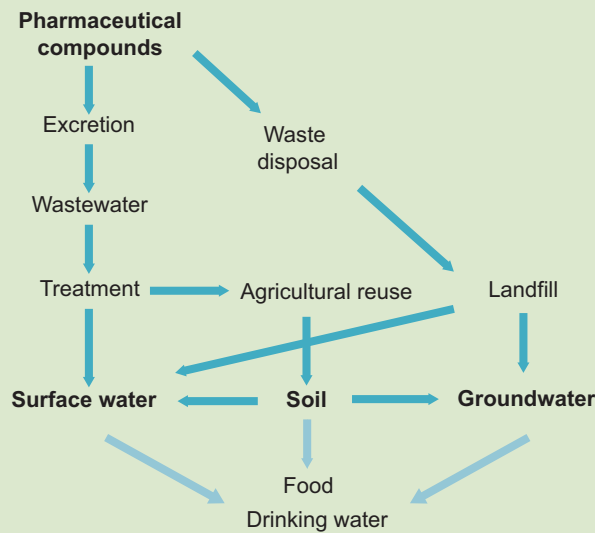 Pharmaceutical
compounds
Excretion
Waste
disposal
Wastewater
Treatment
Agricultural reuse
Landfill
Surface water
Soil
Groundwater
Food
Drinking water